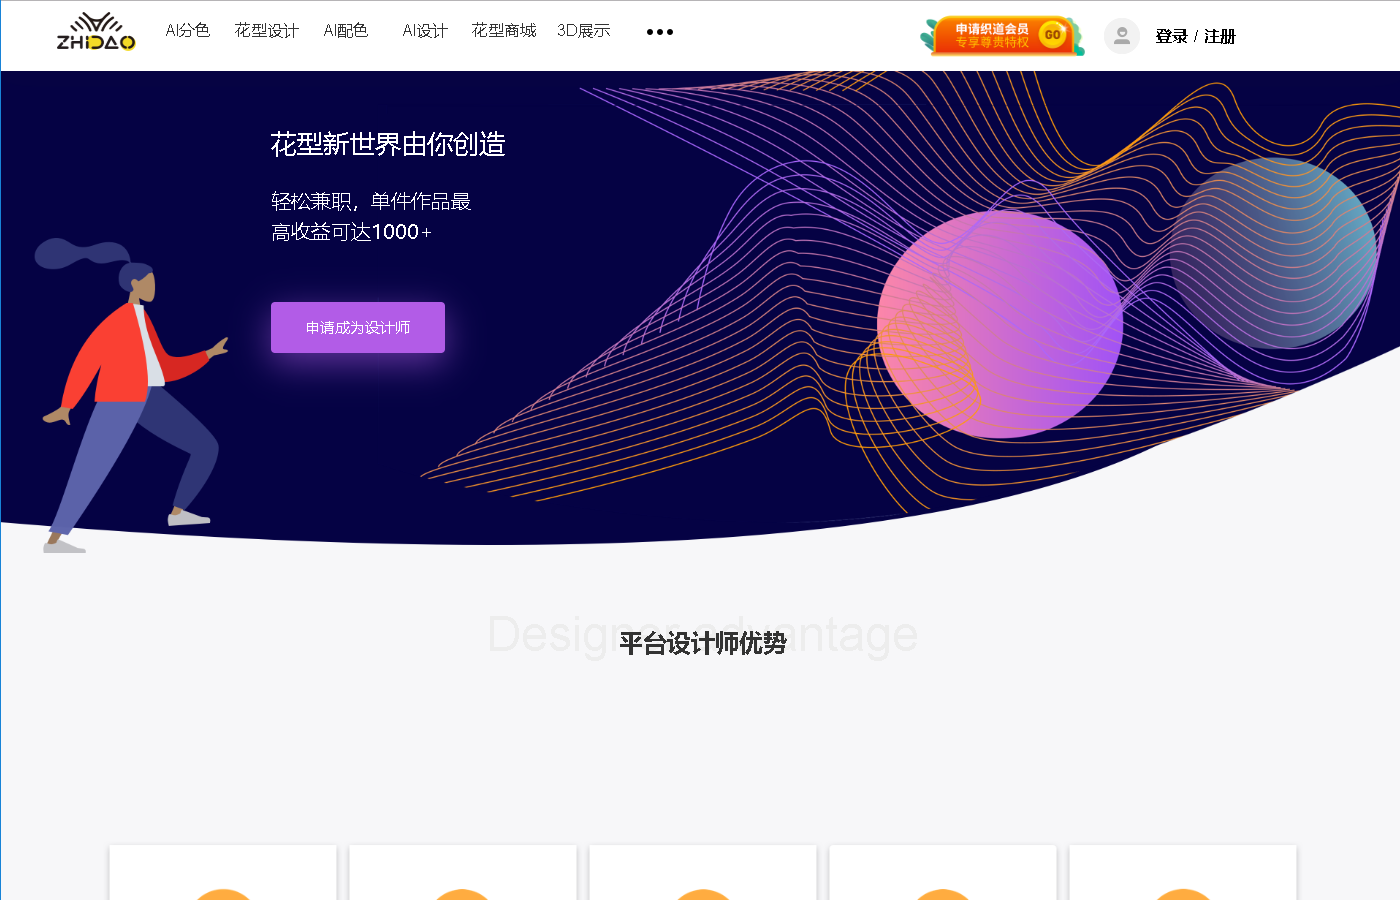 ZHIDAO
AI分色
花型设计
AI配色
AI设计
花型商城
3D展示
申请织道会员
专享尊贵特权
GO
登录 / 注册
花型新世界由你创造
轻松兼职，单件作品最
高收益可达1000+
申请成为设计师
Designer advantage
平台设计师优势